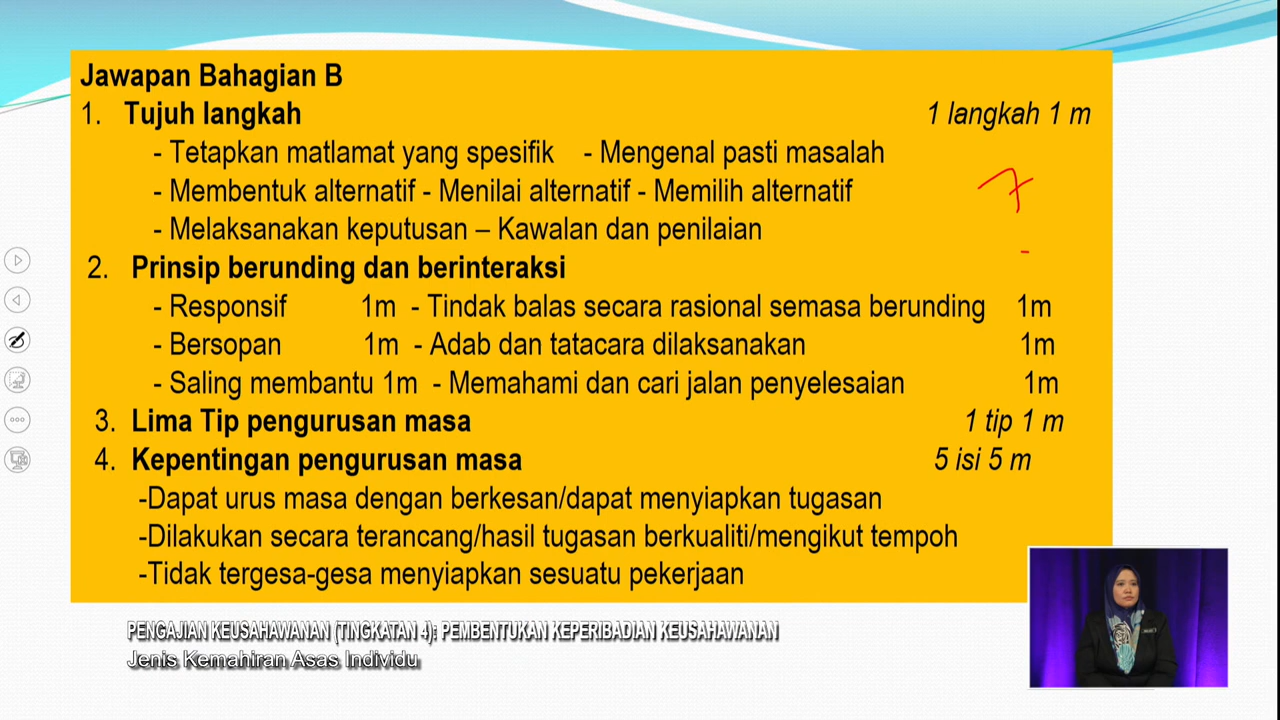 Jawapan Bahagian B
1. Tujuh langkah 1 langkah 1 m
- Tetapkan matlamat yang spesifik - Mengenal pasti masalah
- Membentuk alternatif - Menilai alternatif - Memilih alternatif 7
- Melaksanakan keputusan – Kawalan dan penilaian
2. Prinsip berunding dan berinteraksi
- Responsif 1m - Tindak balas secara rasional semasa berunding 1m
- Bersopan 1m - Adab dan tatacara dilaksanakan 1m
- Saling membantu 1m - Memahami dan cari jalan penyelesaian 1m
3. Lima Tip pengurusan masa 1 tip 1 m
4. Kepentingan pengurusan masa 5 isi 5 m
-Dapat urus masa dengan berkesan/dapat menyiapkan tugasan
-Dilakukan secara terancang/hasil tugasan berkualiti/mengikut tempoh
-Tidak tergesa-gesa menyiapkan sesuatu pekerjaan
PENGAJIAN KEUSAHAWANAN (TINGKATAN 4): PEMBENTUKAN KEPERIBADIAN KEUSAHAWANAN
Jenis Kemahiran Asas Individu